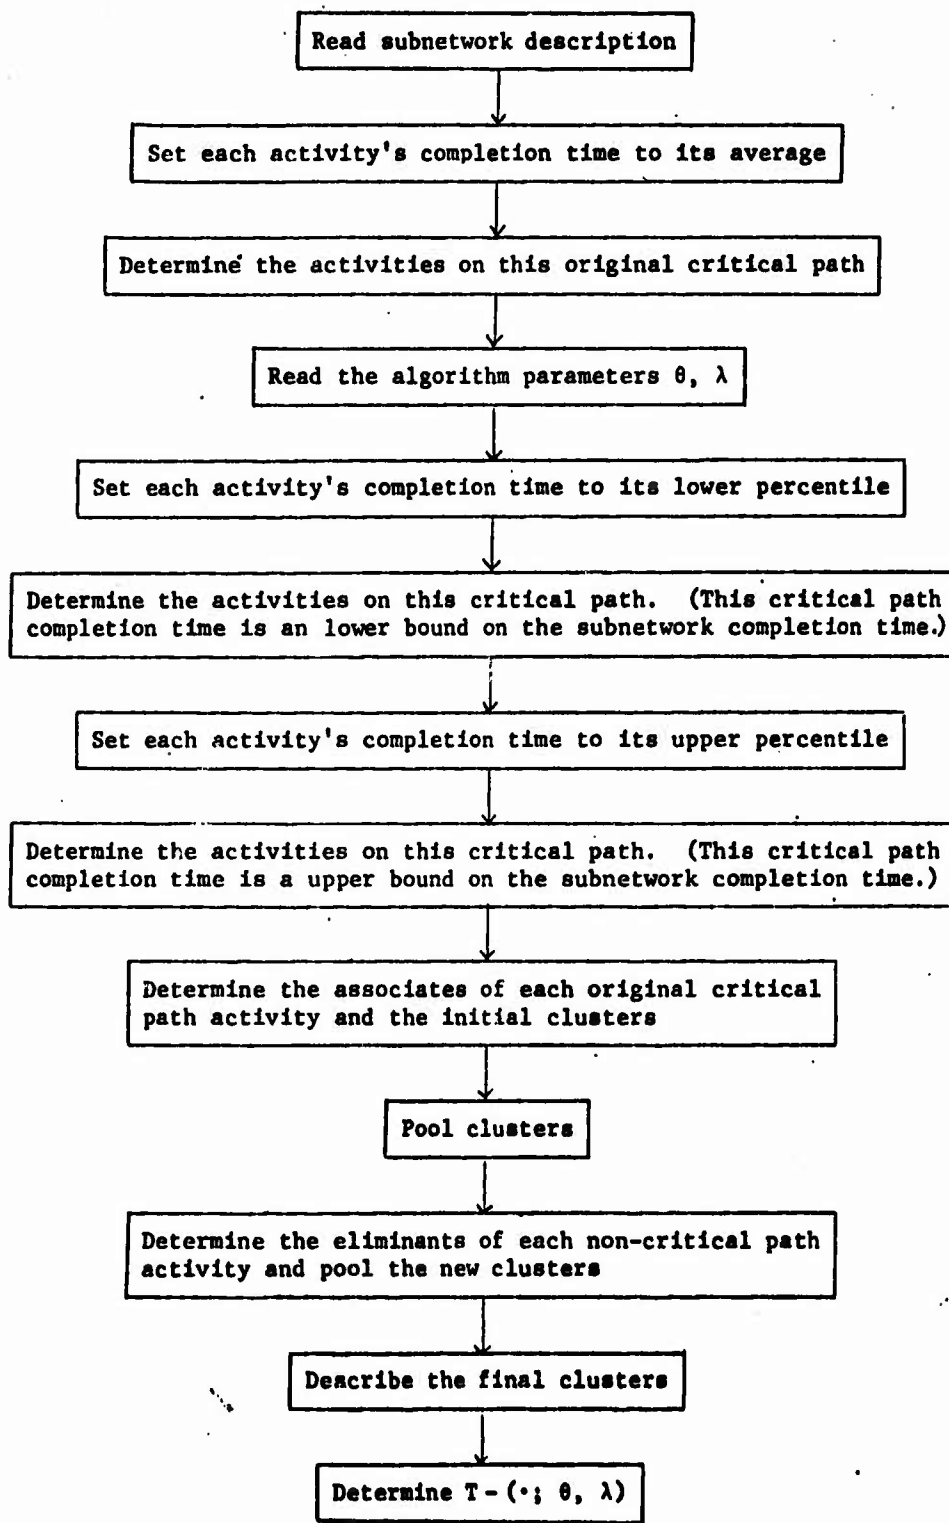 Read subnetwork description
Set each activity's completion time to its average
Determine the activities on this original critical path
Read the algorithm parameters θ, λ
Set each activity's completion time to its lower percentile
Determine the activities on this critical path. (This critical path
completion time is an lower bound on the subnetwork completion time.)
Set each activity's completion time to its upper percentile
Determine the activities on this critical path. (This critical path
completion time is a upper bound on the subnetwork completion time.)
Determine the associates of each original critical
path activity and the initial clusters
Pool clusters
Determine the eliminants of each non-critical path
activity and pool the new clusters
Describe the final clusters
Determine T-(·; θ, λ)